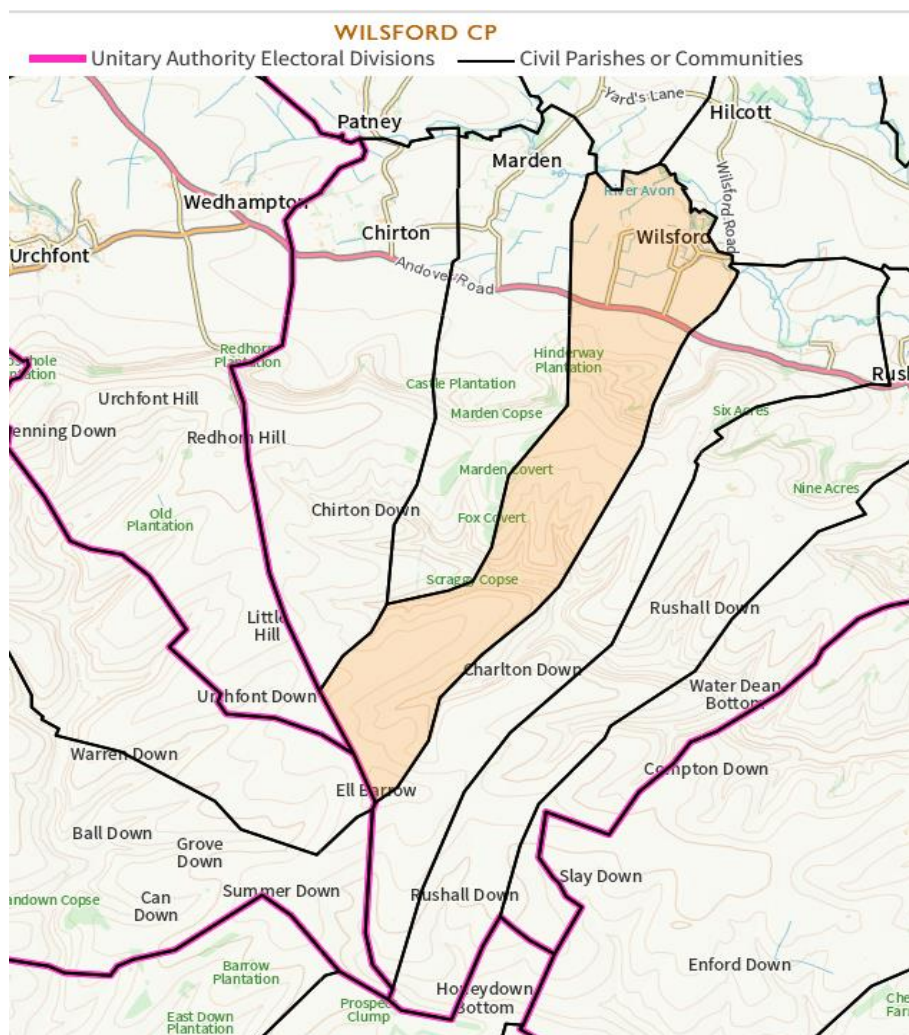 WILSFORD CP
Unitary Authority Electoral Divisions
Civil Parishes or Communities
Yard's Lane
Hilcott
Patney
Marden
River Avon
Wilsford Road
Wedhampton
Chirton
Wilsford
Urchfont
Andover Road
Redhorn
Plantation
Hinderway
Plantation
Castle Plantation
Urchfont Hill
Marden Copse
Six Acres
Redhorn Hill
Marden Covert
Nine Acres
Old
Plantation
Chirton Down
Fox Covert
Scraggy Copse
Little
Hill
Rushall Down
Charlton Down
Urchfont Down
Water Dean
Bottom
Warren Down
Compton Down
Ell Barrow
Ball Down
Grove
Down
Slay Down
Summer Down
Rushall Down
andown Copse
Can
Down
Barrow
Plantation
Enford Down
Honeydown
Bottom
Prospect
Clump
East Down
Plantation